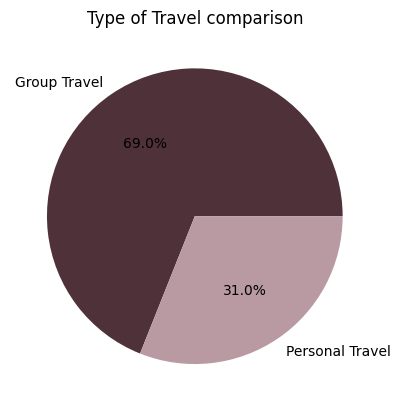 Type of Travel comparison
Group Travel
69.0%
31.0%
Personal Travel